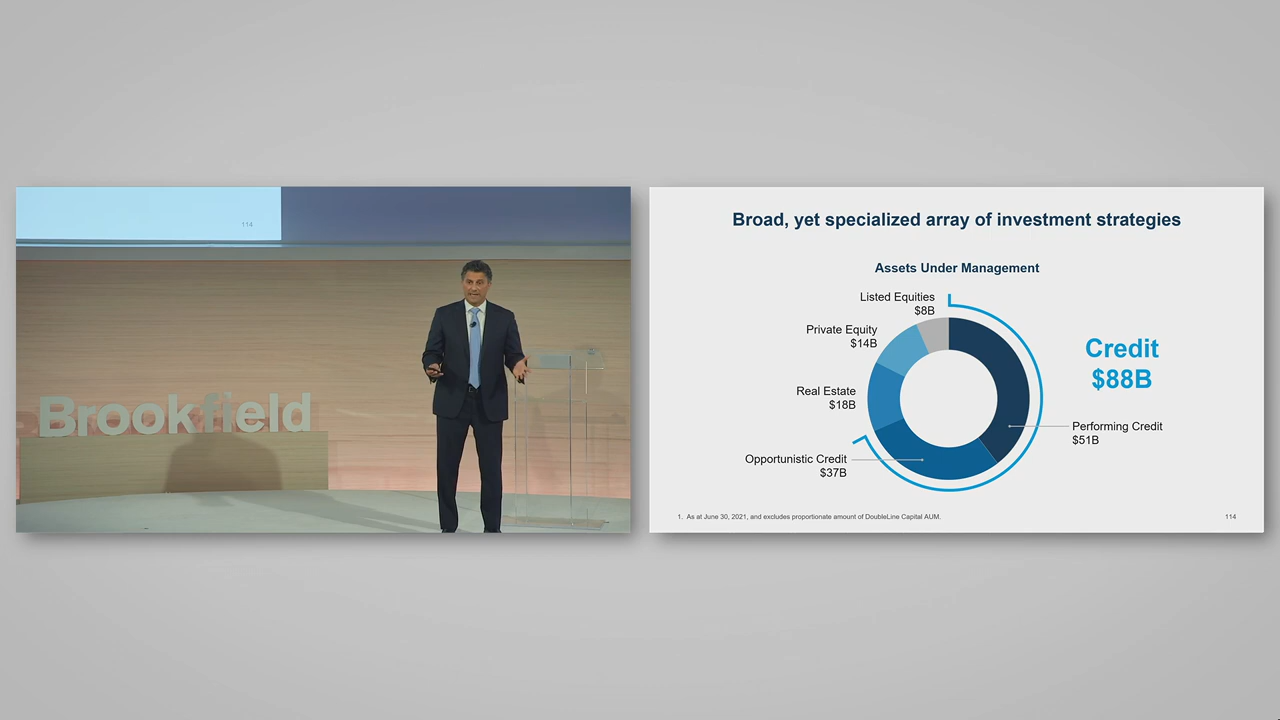 114
Brookfield
Broad, yet specialized array of investment strategies
Assets Under Management
Listed Equities
$8B
Private Equity
$14B
Real Estate
$18B
Opportunistic Credit
$37B
Credit
$88B
Performing Credit
$51B
1. As at June 30, 2021, and excludes proportionate amount of DoubleLine Capital AUM.
114